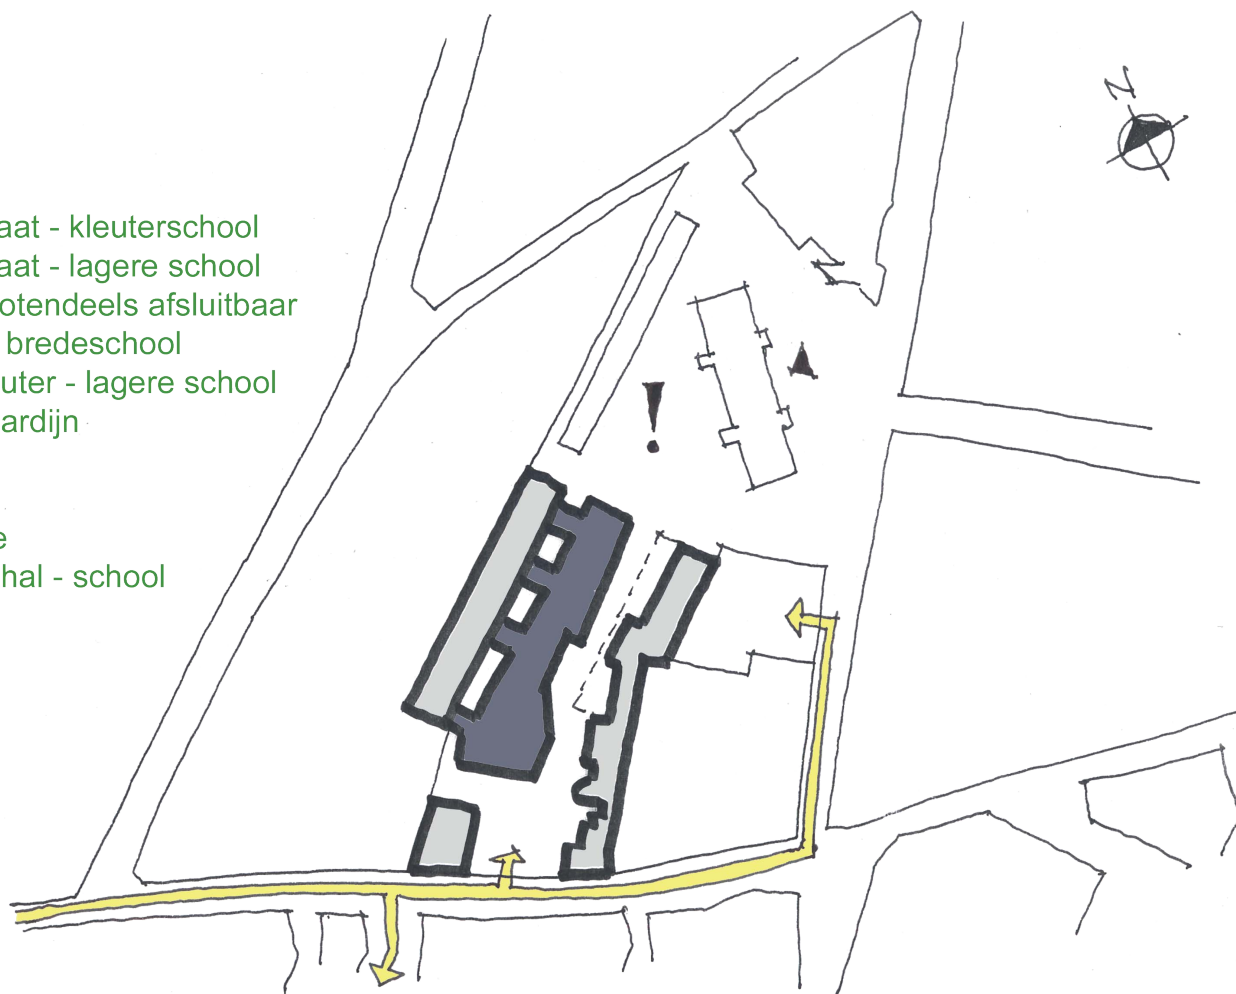 N
aat - kleuterschool
aat - lagere school
otendeels afsluitbaar
bredeschool
uter - lagere school
ardijn
!
e
hal - school